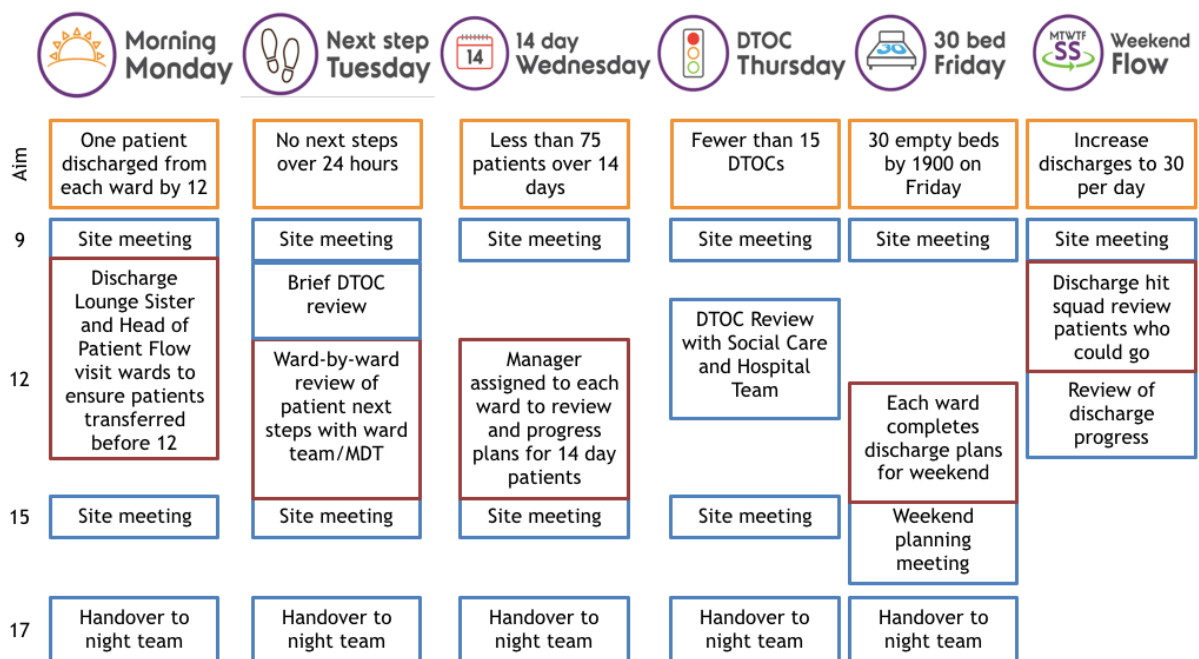 Morning
Monday
Next step
Tuesday
14
14 day
Wednesday
DTOC
Thursday
30
30 bed
Friday
MTWTF
SS
Weekend
Flow
Aim
One patient
discharged from
each ward by 12
No next steps
over 24 hours
Less than 75
patients over 14
days
Fewer than 15
DTOCs
30 empty beds
by 1900 on
Friday
Increase
discharges to 30
per day
9
Site meeting
Site meeting
Site meeting
Site meeting
Site meeting
Site meeting
Discharge
Lounge Sister
and Head of
Patient Flow
visit wards to
ensure patients
transferred
before 12
Brief DTOC
review
DTOC Review
with Social Care
and Hospital
Team
Discharge hit
squad review
patients who
could go
12
Ward-by-ward
review of
patient next
steps with ward
team/MDT
Manager
assigned to each
ward to review
and progress
plans for 14 day
patients
Each ward
completes
discharge plans
for weekend
Review of
discharge
progress
15
Site meeting
Site meeting
Site meeting
Site meeting
Weekend
planning
meeting
17
Handover to
night team
Handover to
night team
Handover to
night team
Handover to
night team
Handover to
night team